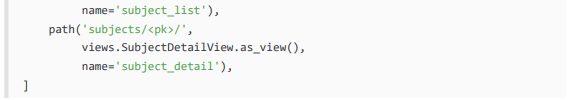 name='subject_list'),
path('subjects/<pk>/',
views.SubjectDetailView.as_view(),
name='subject_detail'),
]